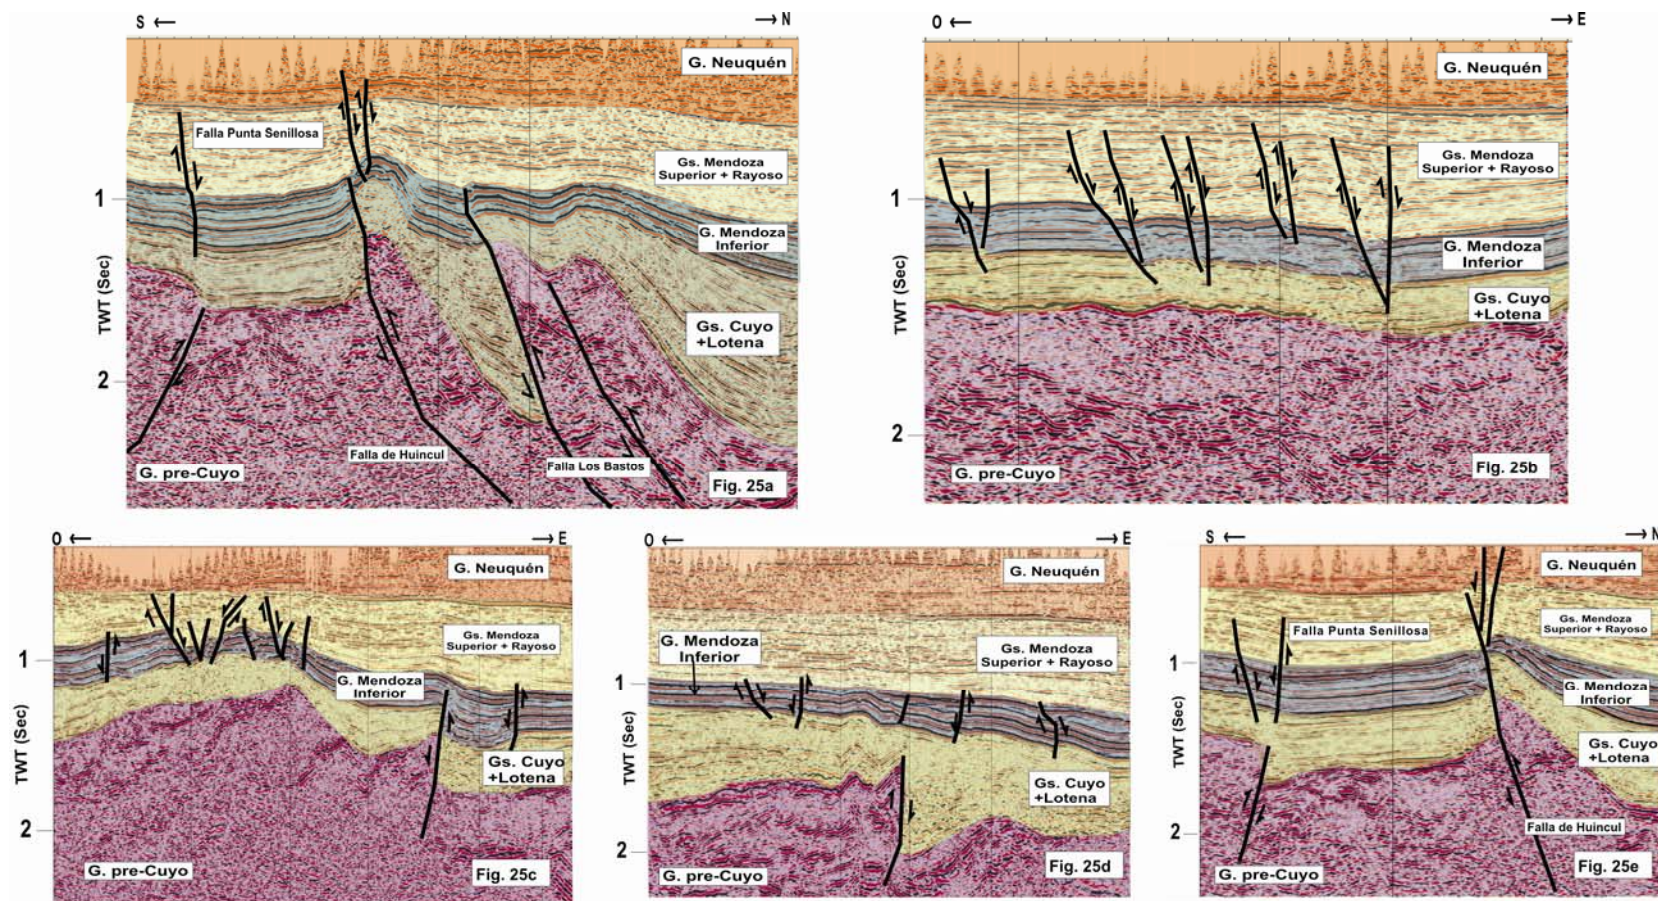 S
N
G. Neuquén
Falla Punta Senillosa
Gs. Mendoza
Superior + Rayoso
1
G. Mendoza
Inferior
TWT (Sec)
Gs. Cuyo
+Lotena
2
Falla de Huincul
Falla Los Bastos
G. pre-Cuyo
Fig. 25a
O
E
G. Neuquén
Gs. Mendoza
Superior + Rayoso
1
G. Mendoza
Inferior
TWT (Sec)
Gs. Cuyo
+Lotena
2
G. pre-Cuyo
Fig. 25b
O
E
G. Neuquén
Gs. Mendoza
Superior + Rayoso
1
G. Mendoza
Inferior
TWT (Sec)
Gs. Cuyo
+Lotena
2
G. pre-Cuyo
Fig. 25c
O
E
G. Neuquén
G. Mendoza
Inferior
Gs. Mendoza
Superior + Rayoso
1
TWT (Sec)
Gs. Cuyo
+Lotena
2
G. pre-Cuyo
Fig. 25d
S
N
G. Neuquén
Falla Punta Senillosa
Gs. Mendoza
Superior + Rayoso
1
G. Mendoza
Inferior
TWT (Sec)
Gs. Cuyo
+Lotena
2
Falla de Huincul
G. pre-Cuyo
Fig. 25e